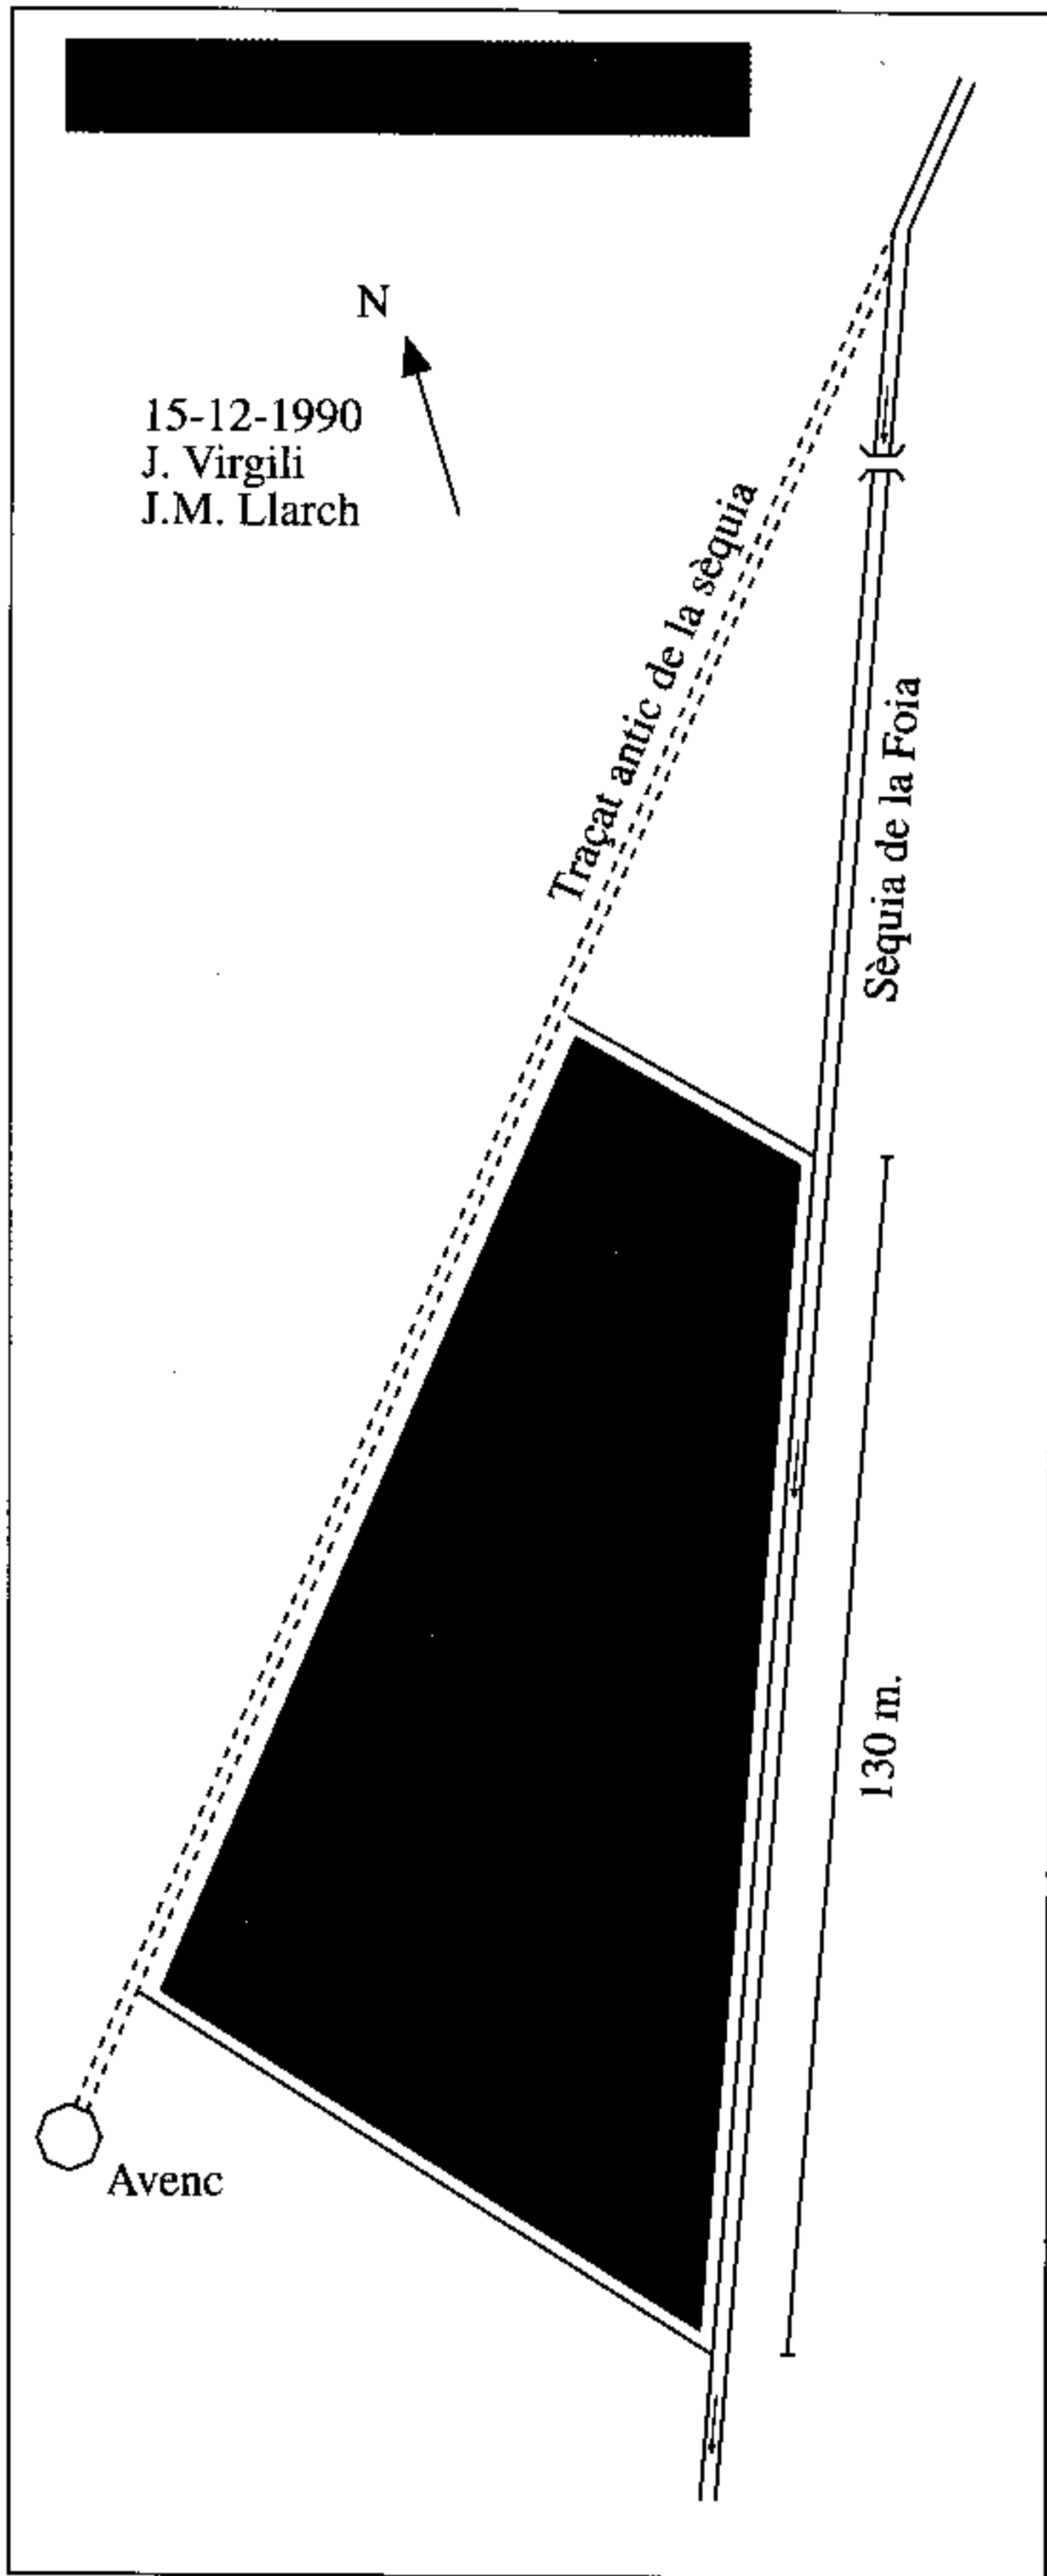 N
15-12-1990
J. Virgili
J.M. Llarch
Traçat antic de la sèquia
Sèquia de la Foia
130 m.
Avenc